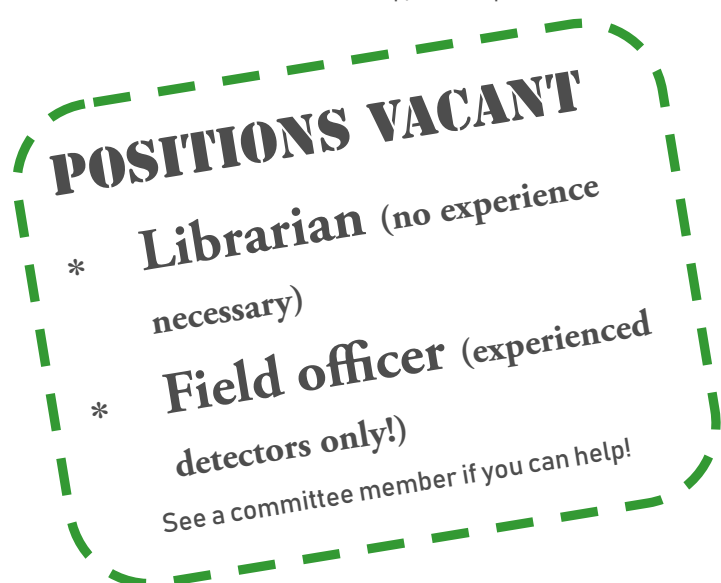 POSITIONS VACANT
* Librarian (no experience
necessary)
* Field officer (experienced
detectors only!)
See a committee member if you can help!